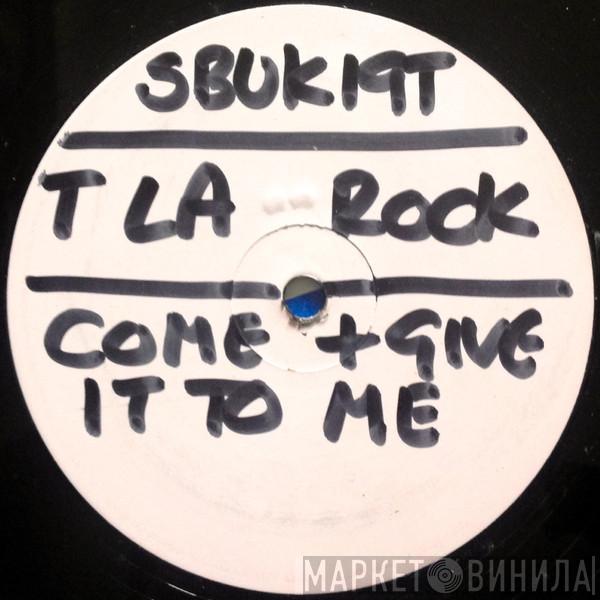 SBUK19T
T LA ROCK
COME + GIVE
IT TO ME
МАРКЕТ ВИНИЛА